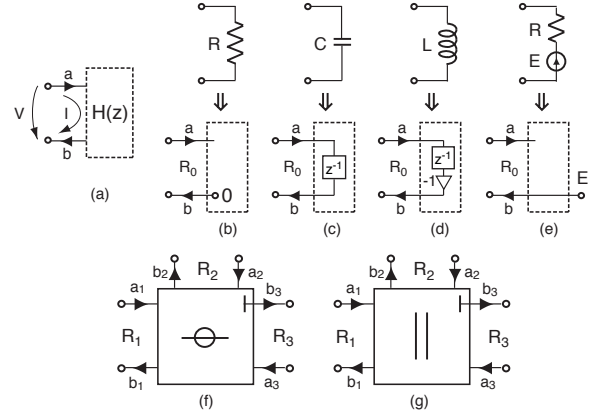 R
C
L
R
E
a
V
I
H(z)
b
(a)
a
R0
b
0
(b)
a
R0
z-1
b
(c)
a
R0
z-1
-1
b
(d)
a
R0
b
E
(e)
b2
R2
a2
a1
b3
R1
R3
b1
a3
(f)
b2
R2
a2
a1
b3
R1
R3
b1
a3
(g)